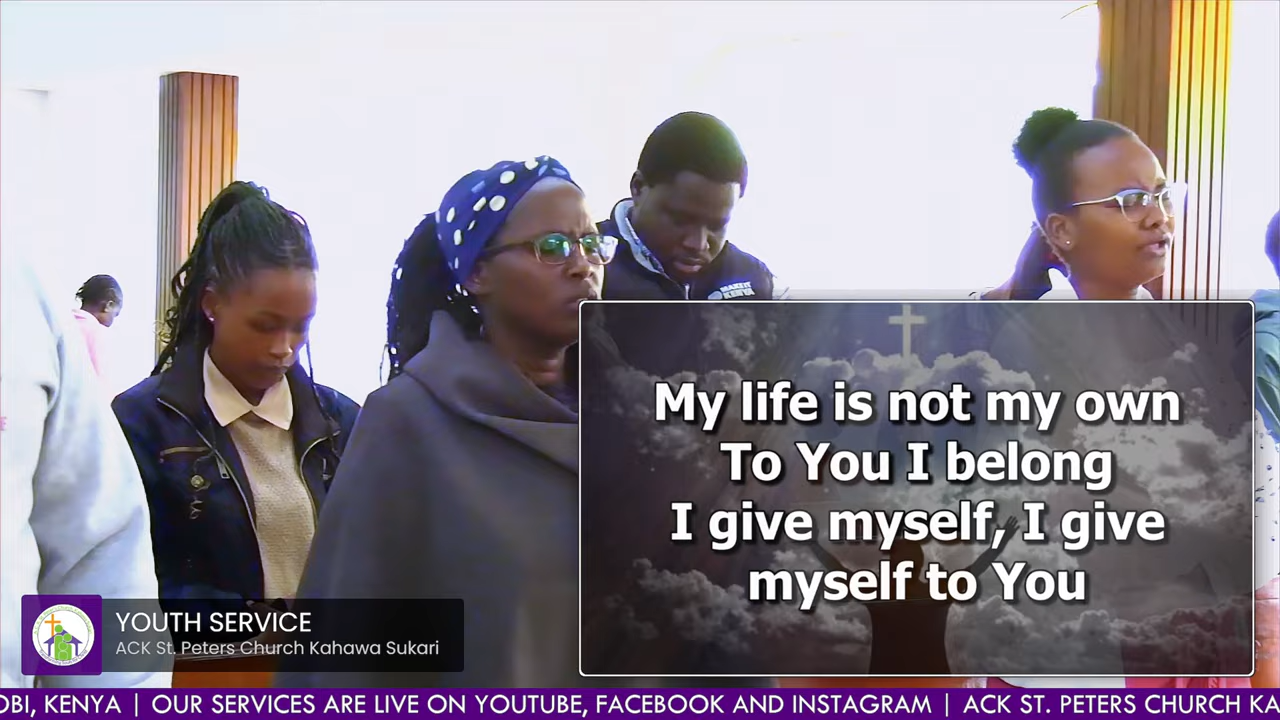 MAKEIT
KENYA
My life is not my own
To You I belong
I give myself, I give
myself to You
YOUTH SERVICE
ACK St. Peters Church Kahawa Sukari
OBI, KENYA | OUR SERVICES ARE LIVE ON YOUTUBE, FACEBOOK AND INSTAGRAM | ACK ST. PETERS CHURCH KA